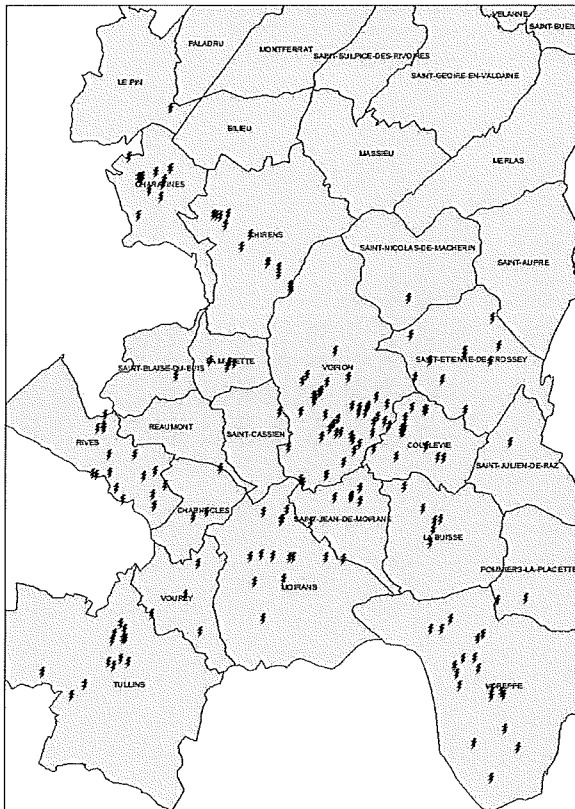 VELANNE
SAINT-BUEIL
PALADRU
MONTFERRAT
SAINT-SULPICE-DES-RIVOIRES
SAINT-GEOIRE-EN-VALDAINE
LE PIN
BILIEU
MASSIEU
MERLAS
CHARAVINES
CHIRENS
SAINT-NICOLAS-DE-MACHERIN
SAINT-AUPRE
SAINT-BLAISE-DU-BUIS
LA MURETTE
VOIRON
SAINT-ETIENNE-DE-CROSSEY
RIVES
REAUMONT
SAINT-CASSIEN
COUBLEVIE
SAINT-JULIEN-DE-RAZ
CHARNECLES
SAINT-JEAN-DE-MOIRANS
LA BUISSE
POMMIERS-LA-PLACETTE
VOUREY
MOIRANS
TULLINS
VOREPPE